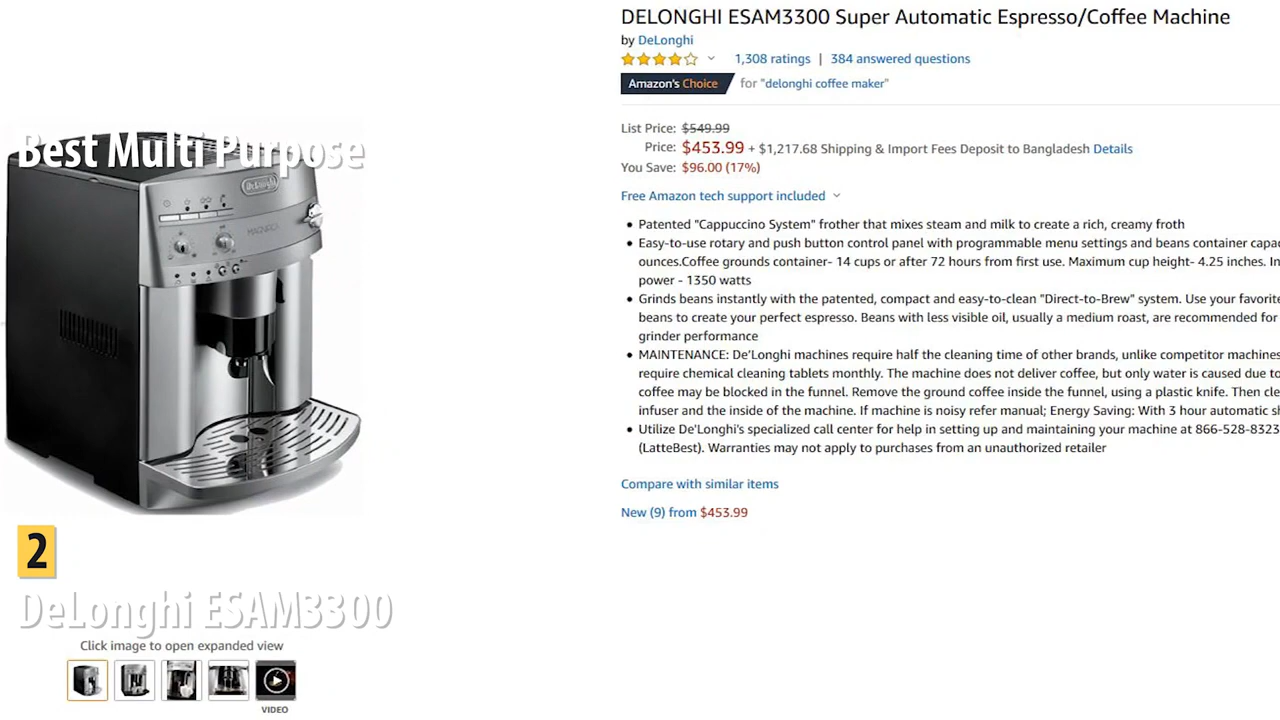 DELONGHI ESAM3300 Super Automatic Espresso/Coffee Machine
by DeLonghi
1,308 ratings | 384 answered questions
Amazon's Choice for "delonghi coffee maker"
List Price: $549.99
Price: $453.99 + $1,217.68 Shipping & Import Fees Deposit to Bangladesh Details
You Save: $96.00 (17%)
Free Amazon tech support included
• Patented "Cappuccino System" frother that mixes steam and milk to create a rich, creamy froth
• Easy-to-use rotary and push button control panel with programmable menu settings and beans container capac
ounces.Coffee grounds container- 14 cups or after 72 hours from first use. Maximum cup height- 4.25 inches. In
power - 1350 watts
• Grinds beans instantly with the patented, compact and easy-to-clean "Direct-to-Brew" system. Use your favorite
beans to create your perfect espresso. Beans with less visible oil, usually a medium roast, are recommended for
grinder performance
• MAINTENANCE: De’Longhi machines require half the cleaning time of other brands, unlike competitor machines
require chemical cleaning tablets monthly. The machine does not deliver coffee, but only water is caused due to
coffee may be blocked in the funnel. Remove the ground coffee inside the funnel, using a plastic knife. Then cle
infuser and the inside of the machine. If machine is noisy refer manual; Energy Saving: With 3 hour automatic sh
• Utilize De'Longhi's specialized call center for help in setting up and maintaining your machine at 866-528-8323
(LatteBest). Warranties may not apply to purchases from an unauthorized retailer
Compare with similar items
New (9) from $453.99
Best Multi Purpose
DeLonghi
MAGNIFICA
2
DeLonghi ESAM3300
Click image to open expanded view
VIDEO